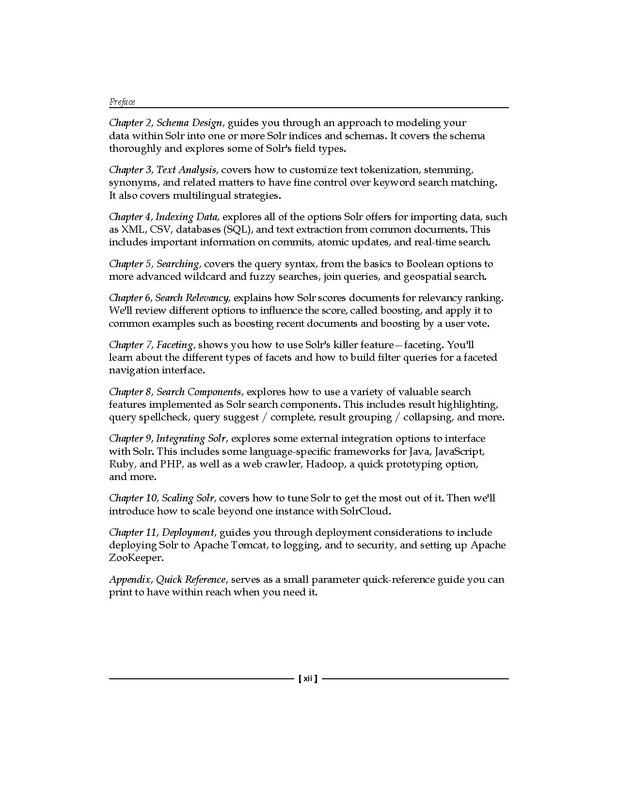 Preface
Chapter 2, Schema Design, guides you through an approach to modeling your
data within Solr into one or more Solr indices and schemas. It covers the schema
thoroughly and explores some of Solr's field types.
Chapter 3, Text Analysis, covers how to customize text tokenization, stemming,
synonyms, and related matters to have fine control over keyword search matching.
It also covers multilingual strategies.
Chapter 4, Indexing Data, explores all of the options Solr offers for importing data, such
as XML, CSV, databases (SQL), and text extraction from common documents. This
includes important information on commits, atomic updates, and real-time search.
Chapter 5, Searching, covers the query syntax, from the basics to Boolean options to
more advanced wildcard and fuzzy searches, join queries, and geospatial search.
Chapter 6, Search Relevancy, explains how Solr scores documents for relevancy ranking.
We'll review different options to influence the score, called boosting, and apply it to
common examples such as boosting recent documents and boosting by a user vote.
Chapter 7, Faceting, shows you how to use Solr's killer feature—faceting. You'll
learn about the different types of facets and how to build filter queries for a faceted
navigation interface.
Chapter 8, Search Components, explores how to use a variety of valuable search
features implemented as Solr search components. This includes result highlighting,
query spellcheck, query suggest / complete, result grouping / collapsing, and more.
Chapter 9, Integrating Solr, explores some external integration options to interface
with Solr. This includes some language-specific frameworks for Java, JavaScript,
Ruby, and PHP, as well as a web crawler, Hadoop, a quick prototyping option,
and more.
Chapter 10, Scaling Solr, covers how to tune Solr to get the most out of it. Then we'll
introduce how to scale beyond one instance with SolrCloud.
Chapter 11, Deployment, guides you through deployment considerations to include
deploying Solr to Apache Tomcat, to logging, and to security, and setting up Apache
ZooKeeper.
Appendix, Quick Reference, serves as a small parameter quick-reference guide you can
print to have within reach when you need it.
[ xii ]